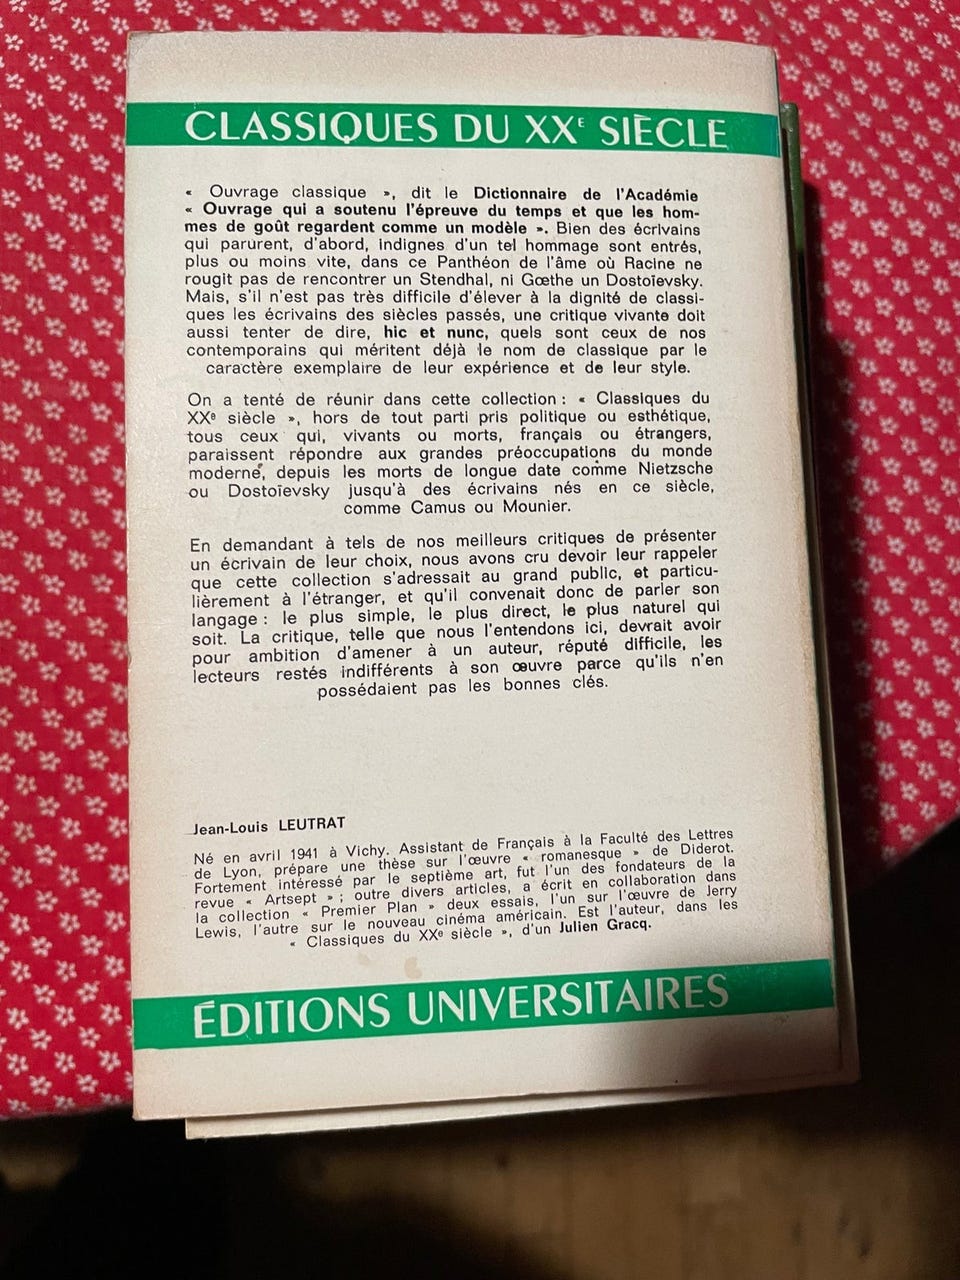 CLASSIQUES DU XXE SIÈCLE
« Ouvrage classique », dit le Dictionnaire de l'Académie
« Ouvrage qui a soutenu l'épreuve du temps et que les hom-
mes de goût regardent comme un modèle ». Bien des écrivains
qui parurent, d'abord, indignes d'un tel hommage sont entrés,
plus ou moins vite, dans ce Panthéon de l'âme où Racine ne
rougit pas de rencontrer un Stendhal, ni Gœthe un Dostoïevsky.
Mais, s'il n'est pas très difficile d'élever à la dignité de classi-
ques les écrivains des siècles passés, une critique vivante doit
aussi tenter de dire, hic et nunc, quels sont ceux de nos
contemporains qui méritent déjà le nom de classique par le
caractère exemplaire de leur expérience et de leur style.
On a tenté de réunir dans cette collection : « Classiques du
XXe siècle », hors de tout parti pris politique ou esthétique,
tous ceux qui, vivants ou morts, français ou étrangers,
paraissent répondre aux grandes préoccupations du monde
moderne, depuis les morts de longue date comme Nietzsche
ou Dostoïevsky jusqu'à des écrivains nés en ce siècle,
comme Camus ou Mounier.
En demandant à tels de nos meilleurs critiques de présenter
un écrivain de leur choix, nous avons cru devoir leur rappeler
que cette collection s'adressait au grand public, et particu-
lièrement à l'étranger, et qu'il convenait donc de parler son
langage : le plus simple, le plus direct, le plus naturel qui
soit. La critique, telle que nous l'entendons ici, devrait avoir
pour ambition d'amener à un auteur, réputé difficile, les
lecteurs restés indifférents à son œuvre parce qu'ils n'en
possédaient pas les bonnes clés.
Jean-Louis LEUTRAT
Né en avril 1941 à Vichy. Assistant de Français à la Faculté des Lettres
de Lyon, prépare une thèse sur l'œuvre « romanesque » de Diderot.
Fortement intéressé par le septième art, fut l'un des fondateurs de la
revue « Artsept » ; outre divers articles, a écrit en collaboration dans
la collection « Premier Plan » deux essais, l'un sur l'œuvre de Jerry
Lewis, l'autre sur le nouveau cinéma américain. Est l'auteur, dans les
« Classiques du XXe siècle », d'un Julien Gracq.
ÉDITIONS UNIVERSITAIRES